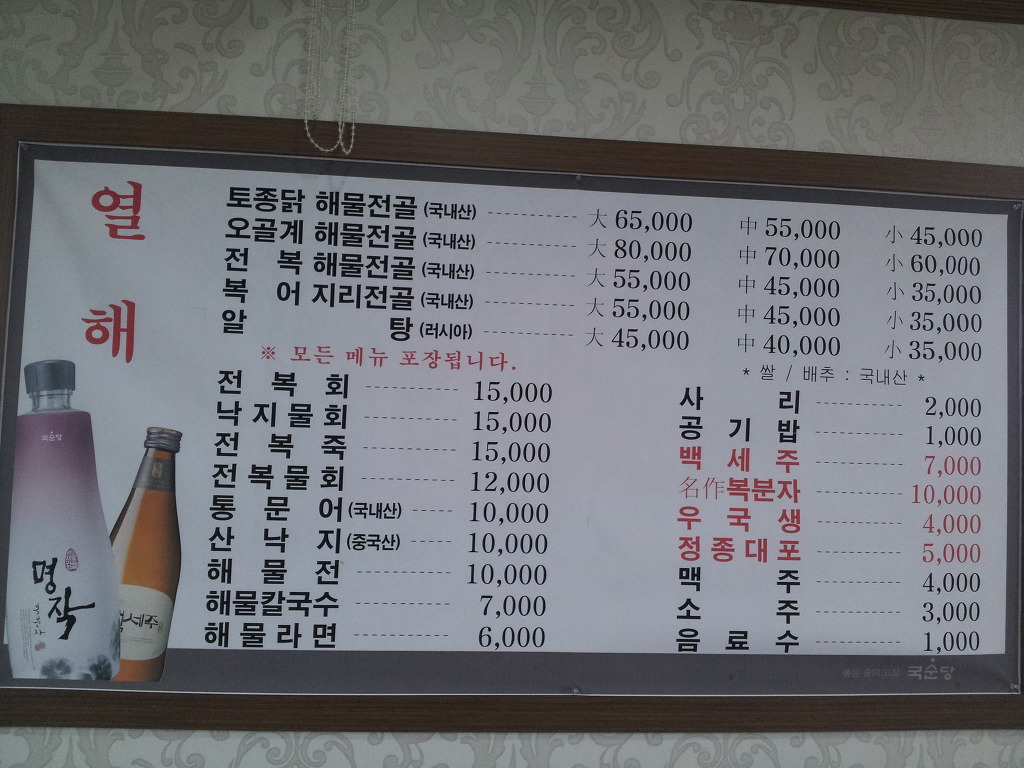 열해
토종닭 해물전골 (국내산) 大 65,000 中 55,000 小 45,000
오골계 해물전골 (국내산) 大 80,000 中 70,000 小 60,000
전복 해물전골 (국내산) 大 55,000 中 45,000 小 35,000
복어지리전골 (국내산) 大 55,000 中 45,000 小 35,000
알탕 (러시아) 大 45,000 中 40,000 小 35,000
※ 모든 메뉴 포장됩니다.
* 쌀 / 배추 : 국내산 *
전복회 15,000
낙지물회 15,000
전복죽 15,000
전복물회 12,000
통문어 (국내산) 10,000
산낙지 (중국산) 10,000
해물전 10,000
해물칼국수 7,000
해물라면 6,000
사리 2,000
공기밥 1,000
백세주 7,000
名作복분자 10,000
우국생 4,000
정종대포 5,000
맥주 4,000
소주 3,000
음료수 1,000
국순당
명작
복분자
백세주
국순당